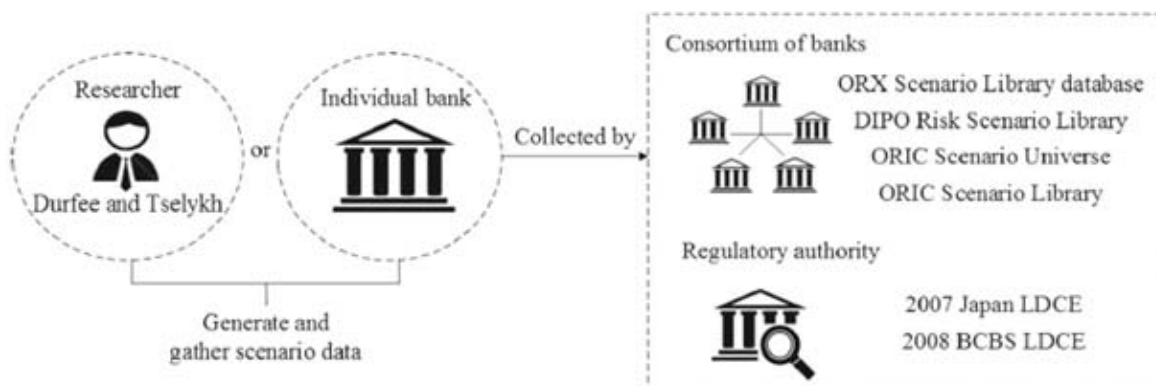 Researcher
Durfee and Tselykh
or
Individual bank
Generate and
gather scenario data
Collected by
Consortium of banks
ORX Scenario Library database
DIPO Risk Scenario Library
ORIC Scenario Universe
ORIC Scenario Library
Regulatory authority
2007 Japan LDCE
2008 BCBS LDCE